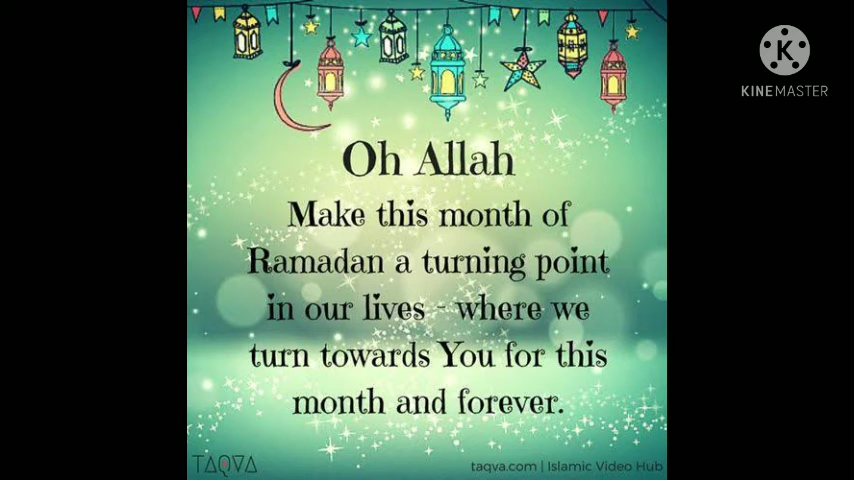 KINEMASTER
Oh Allah
Make this month of
Ramadan a turning point
in our lives - where we
turn towards You for this
month and forever.
TAQVA
taqva.com | Islamic Video Hub